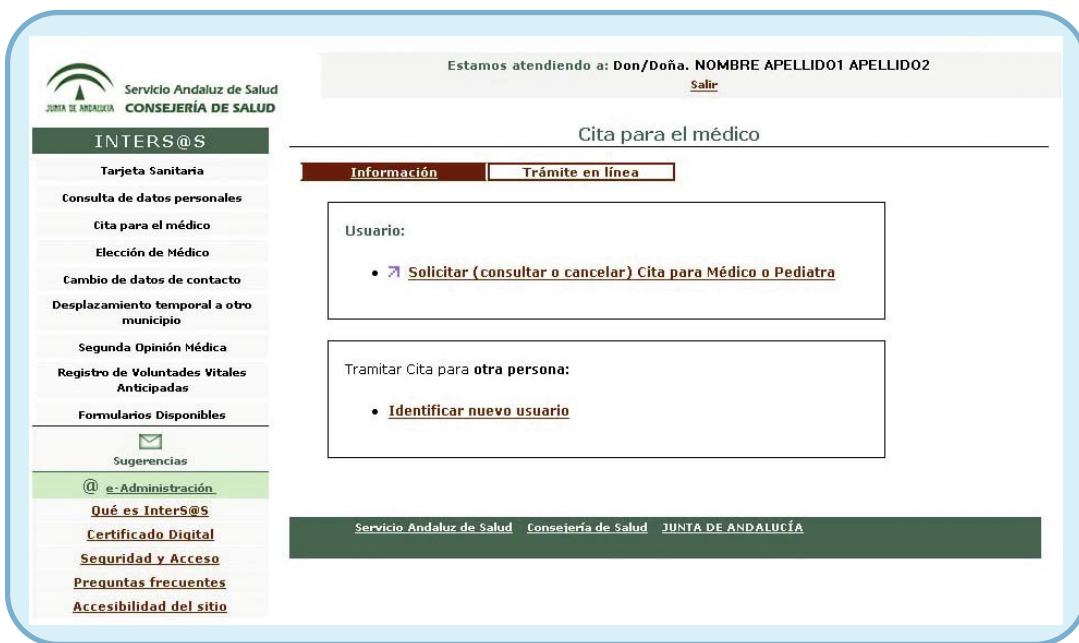 Estamos atendiendo a: Don/Doña. NOMBRE APELLIDO1 APELLIDO2
Salir
Servicio Andaluz de Salud
JUNTA DE ANDALUCIA CONSEJERÍA DE SALUD
INTERS@S
Tarjeta Sanitaria
Consulta de datos personales
Cita para el médico
Elección de Médico
Cambio de datos de contacto
Desplazamiento temporal a otro
municipio
Segunda Opinión Médica
Registro de Voluntades Vitales
Anticipadas
Formularios Disponibles
Sugerencias
@ e-Administración
Qué es InterS@S
Certificado Digital
Seguridad y Acceso
Preguntas frecuentes
Accesibilidad del sitio
Cita para el médico
Información Trámite en línea
Usuario:
• Solicitar (consultar o cancelar) Cita para Médico o Pediatra
Tramitar Cita para otra persona:
• Identificar nuevo usuario
Servicio Andaluz de Salud Consejería de Salud JUNTA DE ANDALUCÍA